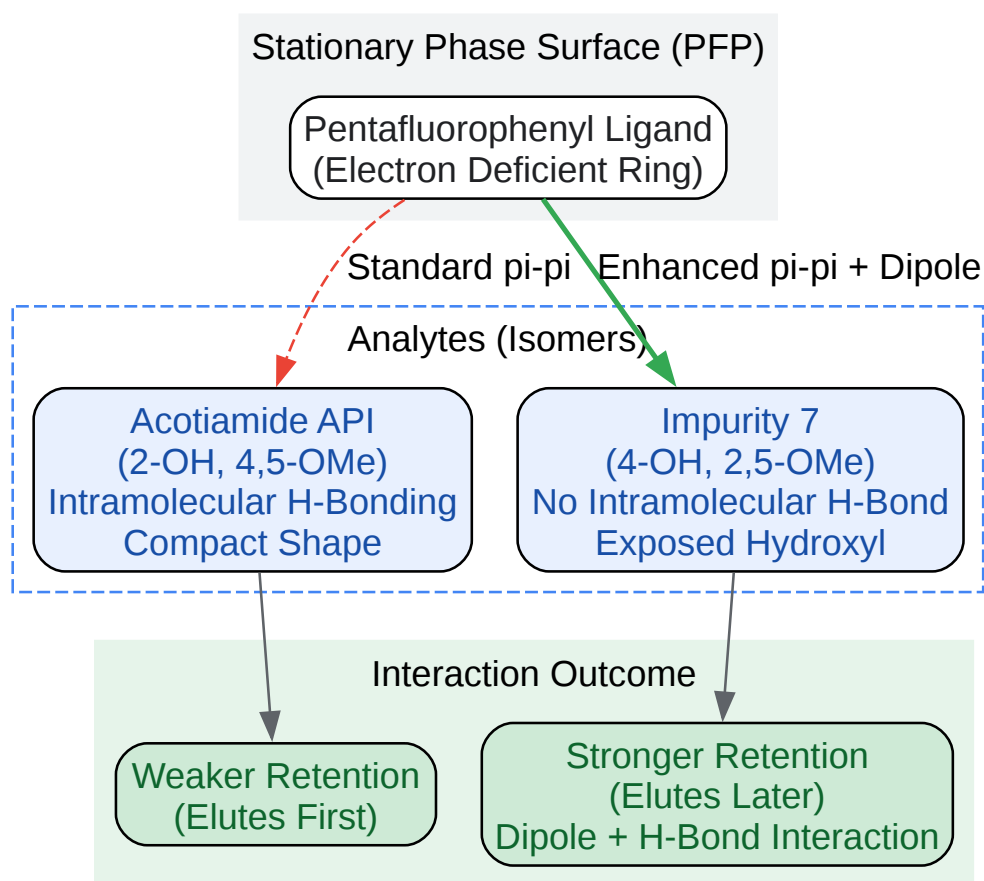 Stationary Phase Surface (PFP)
Pentafluorophenyl Ligand
(Electron Deficient Ring)
Standard pi-pi
Enhanced pi-pi + Dipole
Analytes (Isomers)
Acotiamide API
(2-OH, 4,5-OMe)
Intramolecular H-Bonding
Compact Shape
Impurity 7
(4-OH, 2,5-OMe)
No Intramolecular H-Bond
Exposed Hydroxyl
Interaction Outcome
Weaker Retention
(Elutes First)
Stronger Retention
(Elutes Later)
Dipole + H-Bond Interaction